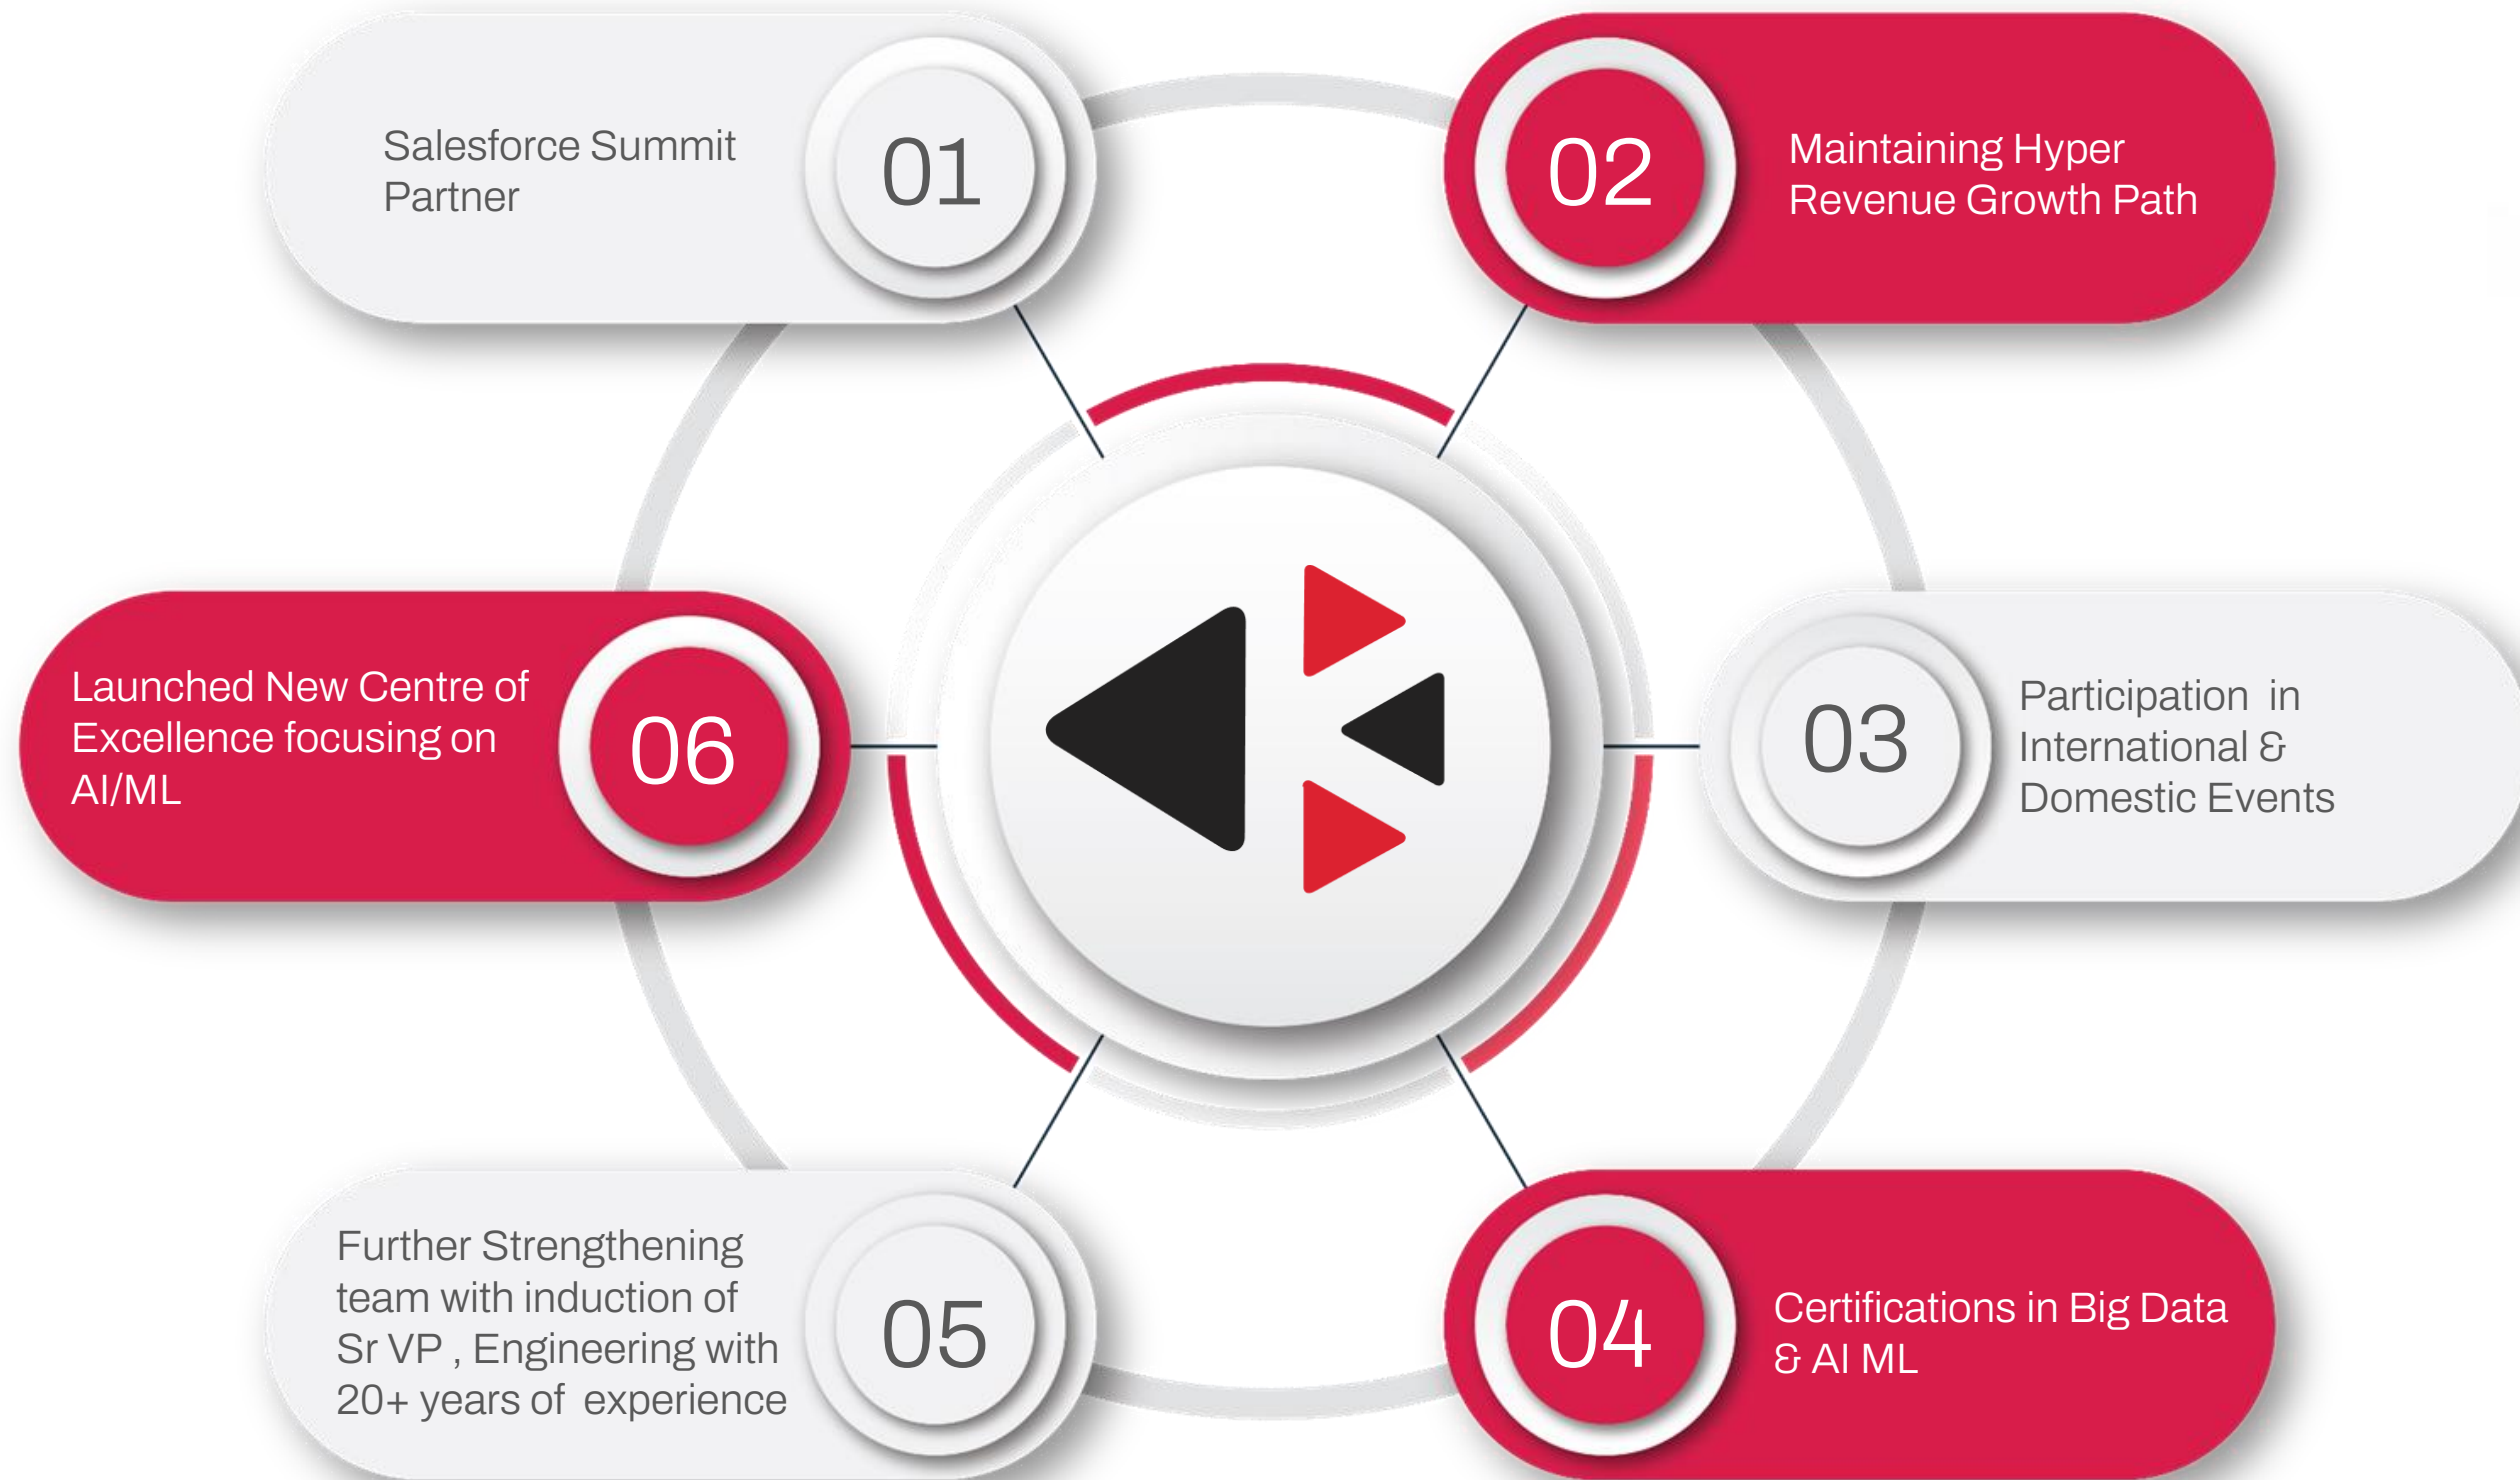 01
Salesforce Summit
Partner
02
Maintaining Hyper
Revenue Growth Path
03
Participation  in
International &
Domestic Events
04
Certifications in Big Data
& AI ML
05
Further Strengthening
team with induction of
Sr VP , Engineering with
20+ years of  experience
06
Launched New Centre of
Excellence focusing on
AI/ML